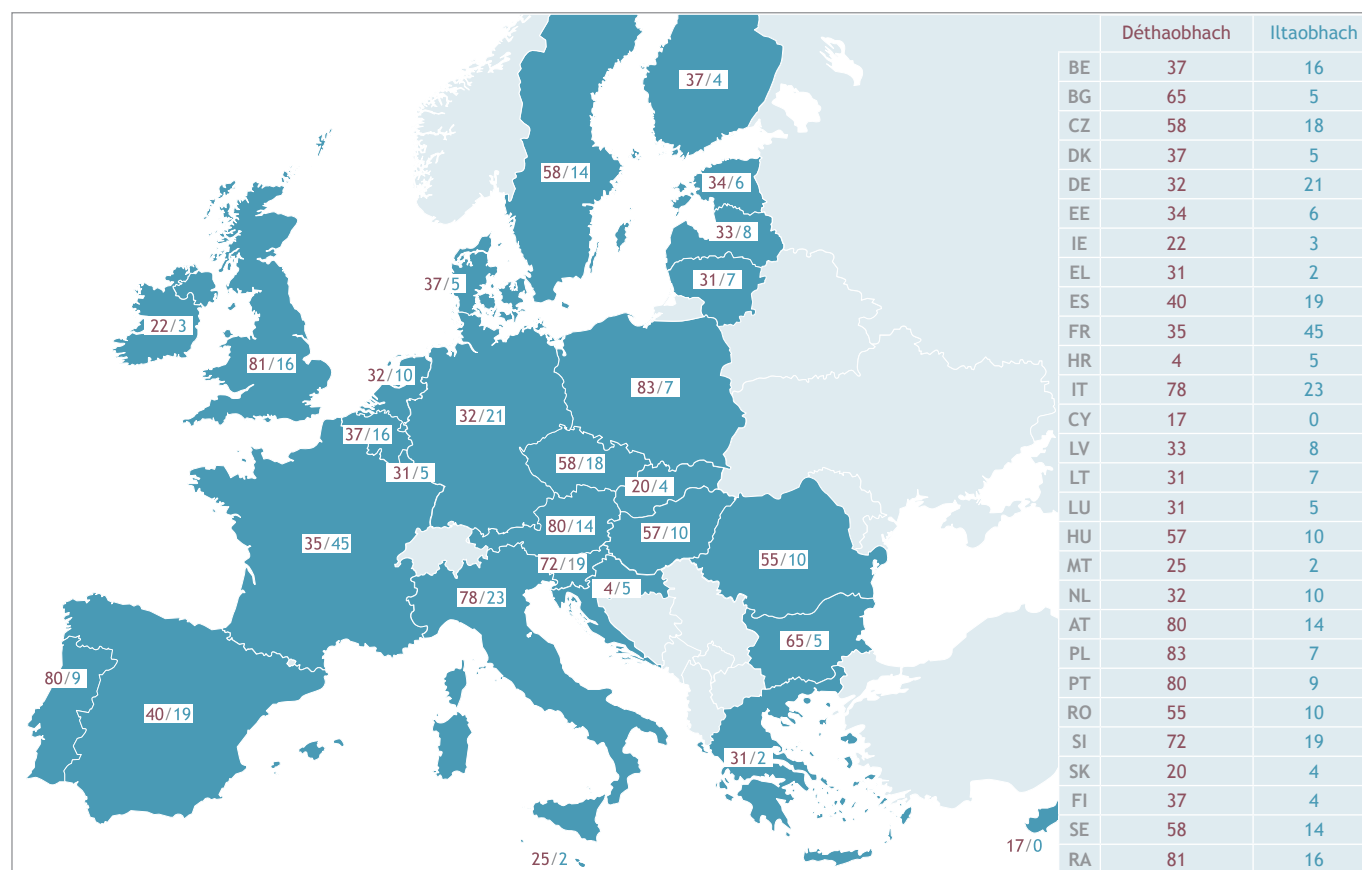 Déthaobhach Iltaobhach
BE 37 16
BG 65 5
CZ 58 18
DK 37 5
DE 32 21
EE 34 6
IE 22 3
EL 31 2
ES 40 19
FR 35 45
HR 4 5
IT 78 23
CY 17 0
LV 33 8
LT 31 7
LU 31 5
HU 57 10
MT 25 2
NL 32 10
AT 80 14
PL 83 7
PT 80 9
RO 55 10
SI 72 19
SK 20 4
FI 37 4
SE 58 14
RA 81 16
37/4
58/14
34/6
33/8
31/7
37/5
22/3
81/16
32/10
83/7
32/21
37/16
58/18
31/5
20/4
80/14
57/10
35/45
72/19
55/10
4/5
78/23
65/5
80/9
40/19
31/2
17/0
25/2